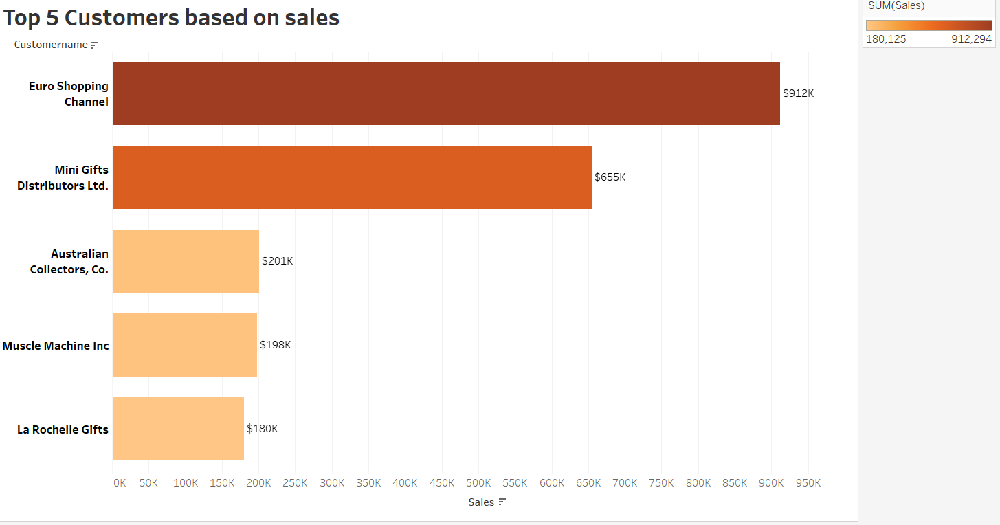 Top 5 Customers based on sales
SUM(Sales)
180,125 912,294
Customername
Euro Shopping
Channel
$912K
Mini Gifts
Distributors Ltd.
$655K
Australian
Collectors, Co.
$201K
Muscle Machine Inc
$198K
La Rochelle Gifts
$180K
0K 50K 100K 150K 200K 250K 300K 350K 400K 450K 500K 550K 600K 650K 700K 750K 800K 850K 900K 950K
Sales